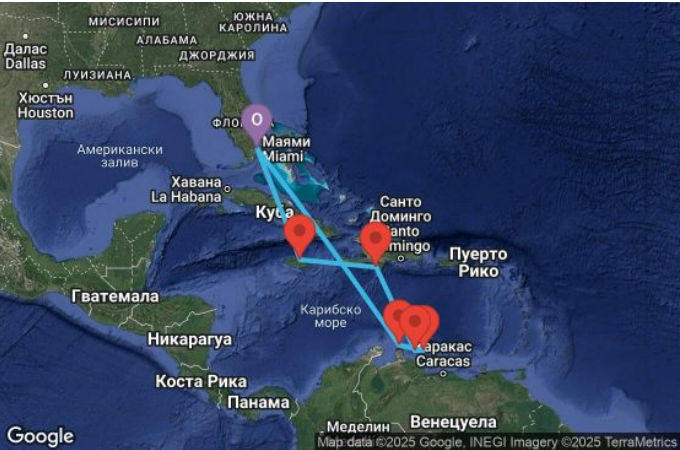 МИСИСИПИ
ЮЖНА
КАРОЛИНА
Далас
Dallas
АЛАБАМА
ДЖОРДЖИЯ
ЛУИЗИАНА
Хюстън
Houston
O
ФЛО
Американски
залив
Маями
Miami
Хавана
La Habana
Куба
Санто
Доминго
Santo
mingo
Пуерто
Рико
Гватемала
Карибско
море
Никарагуа
Каракас
Caracas
Коста Рика
Панама
Меделин
Венецуела
Google
Map data ©2025 Google, INEGI Imagery ©2025 TerraMetrics